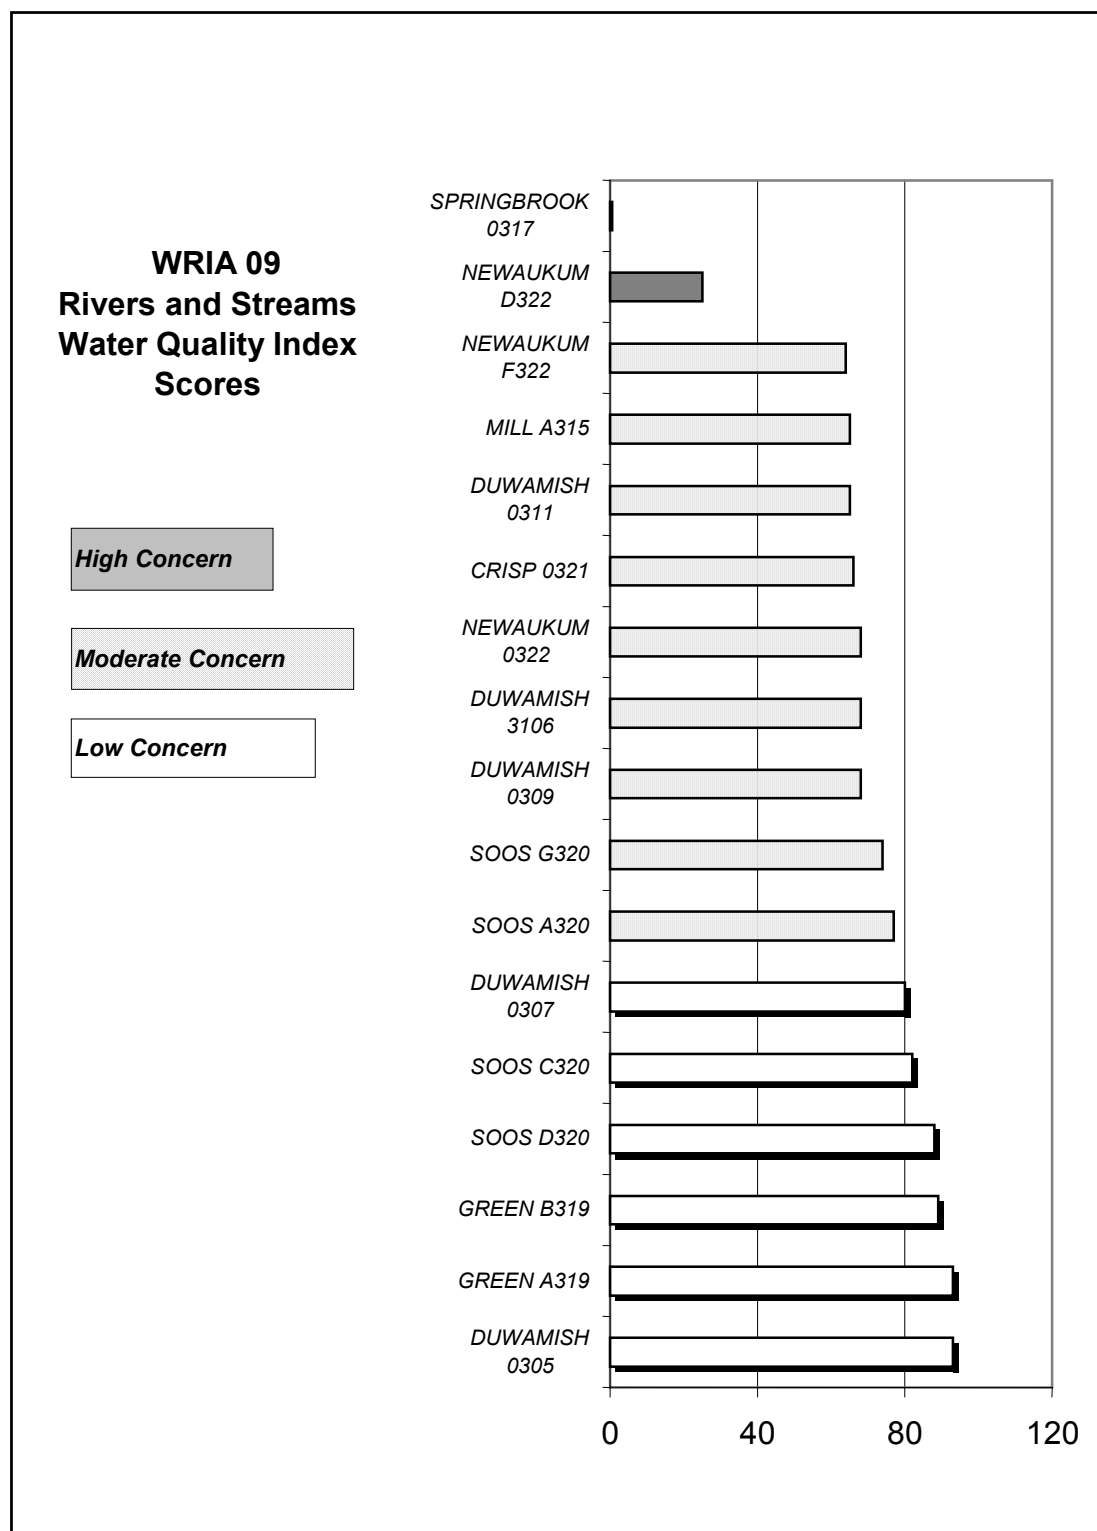 WRIA 09
Rivers and Streams
Water Quality Index
Scores
High Concern
Moderate Concern
Low Concern
SPRINGBROOK
0317
NEWAUKUM
D322
NEWAUKUM
F322
MILL A315
DUWAMISH
0311
CRISP 0321
NEWAUKUM
0322
DUWAMISH
3106
DUWAMISH
0309
SOOS G320
SOOS A320
DUWAMISH
0307
SOOS C320
SOOS D320
GREEN B319
GREEN A319
DUWAMISH
0305
0 40 80 120